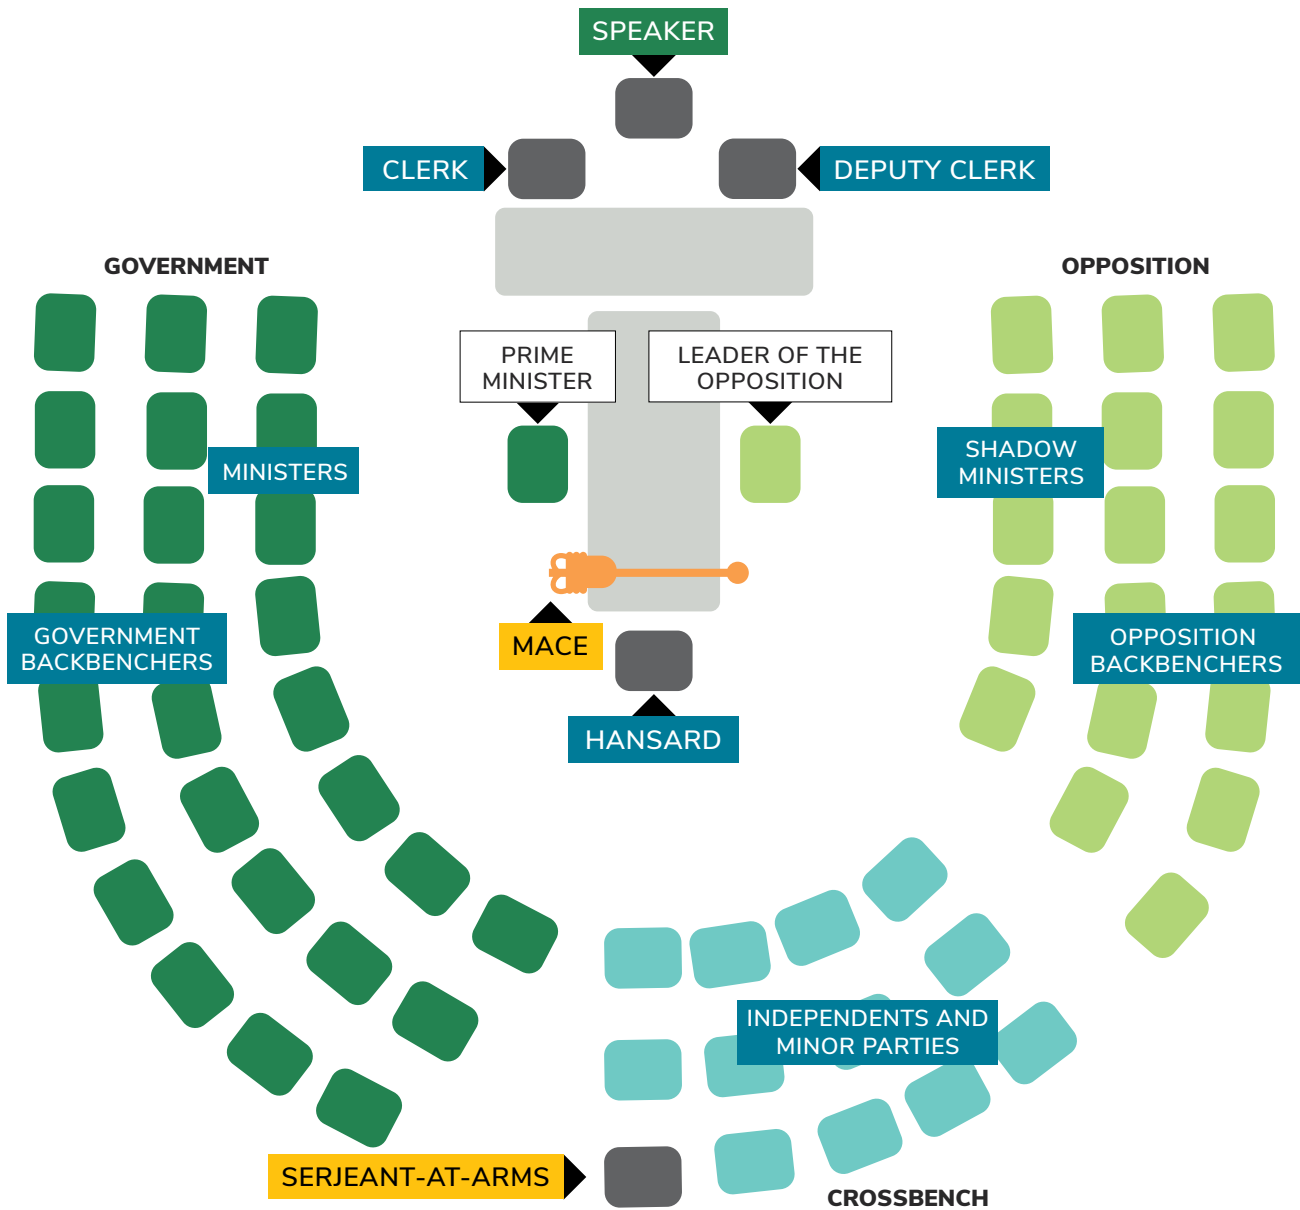 SPEAKER
CLERK
DEPUTY CLERK
GOVERNMENT
OPPOSITION
PRIME
MINISTER
LEADER OF THE
OPPOSITION
MINISTERS
SHADOW
MINISTERS
GOVERNMENT
BACKBENCHERS
MACE
OPPOSITION
BACKBENCHERS
HANSARD
INDEPENDENTS AND
MINOR PARTIES
SERJEANT-AT-ARMS
CROSSBENCH